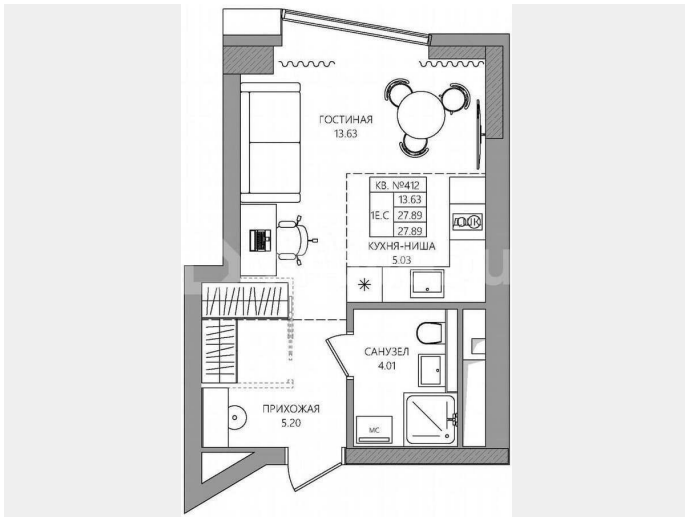 ГОСТИНАЯ
13.63
КВ. №412
13.63
1Е.С 27.89
27.89
КУХНЯ-НИША
5.03
САНУЗЕЛ
4.01
ПРИХОЖАЯ
5.20
МС